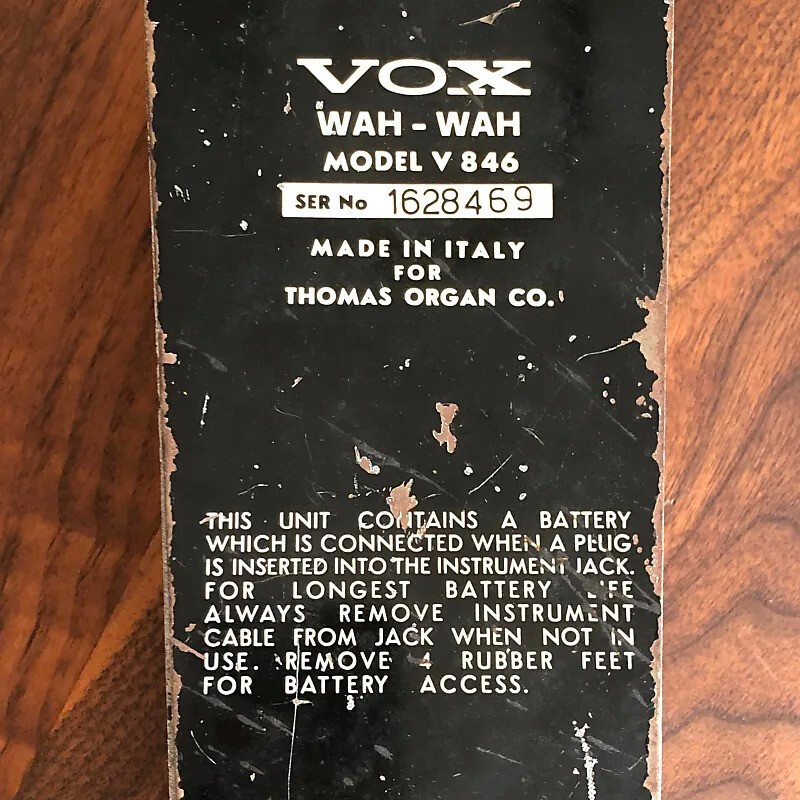 VOX
WAH - WAH
MODEL V 846
SER No 1628469
MADE IN ITALY
FOR
THOMAS ORGAN CO.
THIS UNIT CONTAINS A BATTERY
WHICH IS CONNECTED WHEN A PLUG
IS INSERTED INTO THE INSTRUMENT JACK.
FOR LONGEST BATTERY LIFE
ALWAYS REMOVE INSTRUMENT
CABLE FROM JACK WHEN NOT IN
USE. REMOVE 4 RUBBER FEET
FOR BATTERY ACCESS.